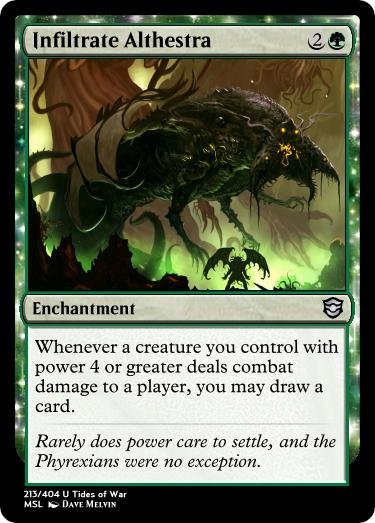 Infiltrate Althestra 2
Enchantment
Whenever a creature you control with
power 4 or greater deals combat
damage to a player, you may draw a
card.
Rarely does power care to settle, and the
Phyrexians were no exception.
213/404 U Tides of War
MSL Dave Melvin